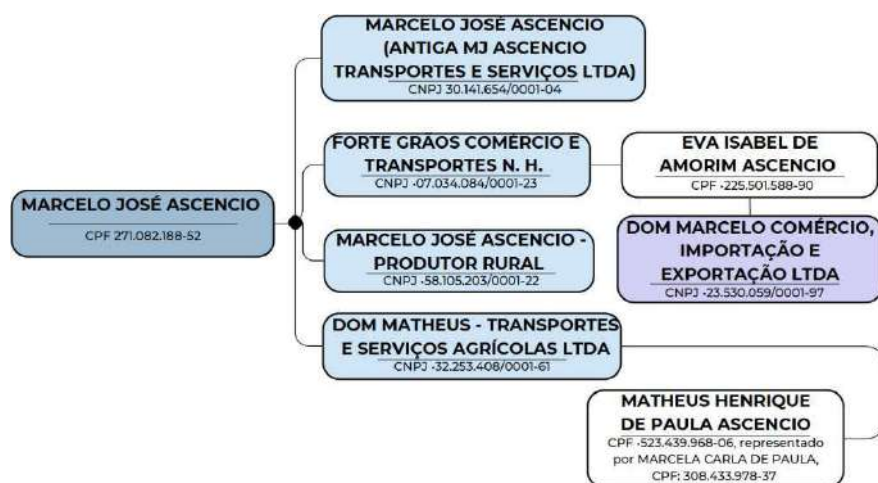 MARCELO JOSÉ ASCENCIO
(ANTIGA MJ ASCENCIO
TRANSPORTES E SERVIÇOS LTDA)
CNPJ 30.141.654/0001-04
FORTE GRÃOS COMÉRCIO E
TRANSPORTES N. H.
CNPJ -07.034.084/0001-23
EVA ISABEL DE
AMORIM ASCENCIO
CPF -225.501.588-90
MARCELO JOSÉ ASCENCIO
CPF 271.082.188-52
MARCELO JOSÉ ASCENCIO -
PRODUTOR RURAL
CNPJ -58.105.203/0001-22
DOM MARCELO COMÉRCIO,
IMPORTAÇÃO E
EXPORTAÇÃO LTDA
CNPJ -23.530.059/0001-97
DOM MATHEUS - TRANSPORTES
E SERVIÇOS AGRÍCOLAS LTDA
CNPJ -32.253.408/0001-61
MATHEUS HENRIQUE
DE PAULA ASCENCIO
CPF -523.439.968-06, representado
por MARCELA CARLA DE PAULA,
CPF: 308.433.978-37